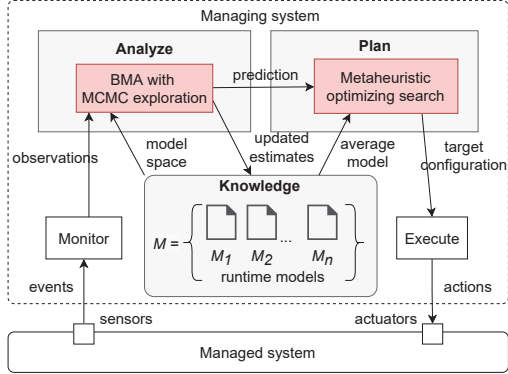 Managing system
Analyze
Plan
BMA with
MCMC exploration
prediction
Metaheuristic
optimizing search
observations
model
space
updated
estimates
average
model
target
configuration
Knowledge
Monitor
M =
M1 M2 ... Mn
runtime models
Execute
events
actions
sensors
actuators
Managed system